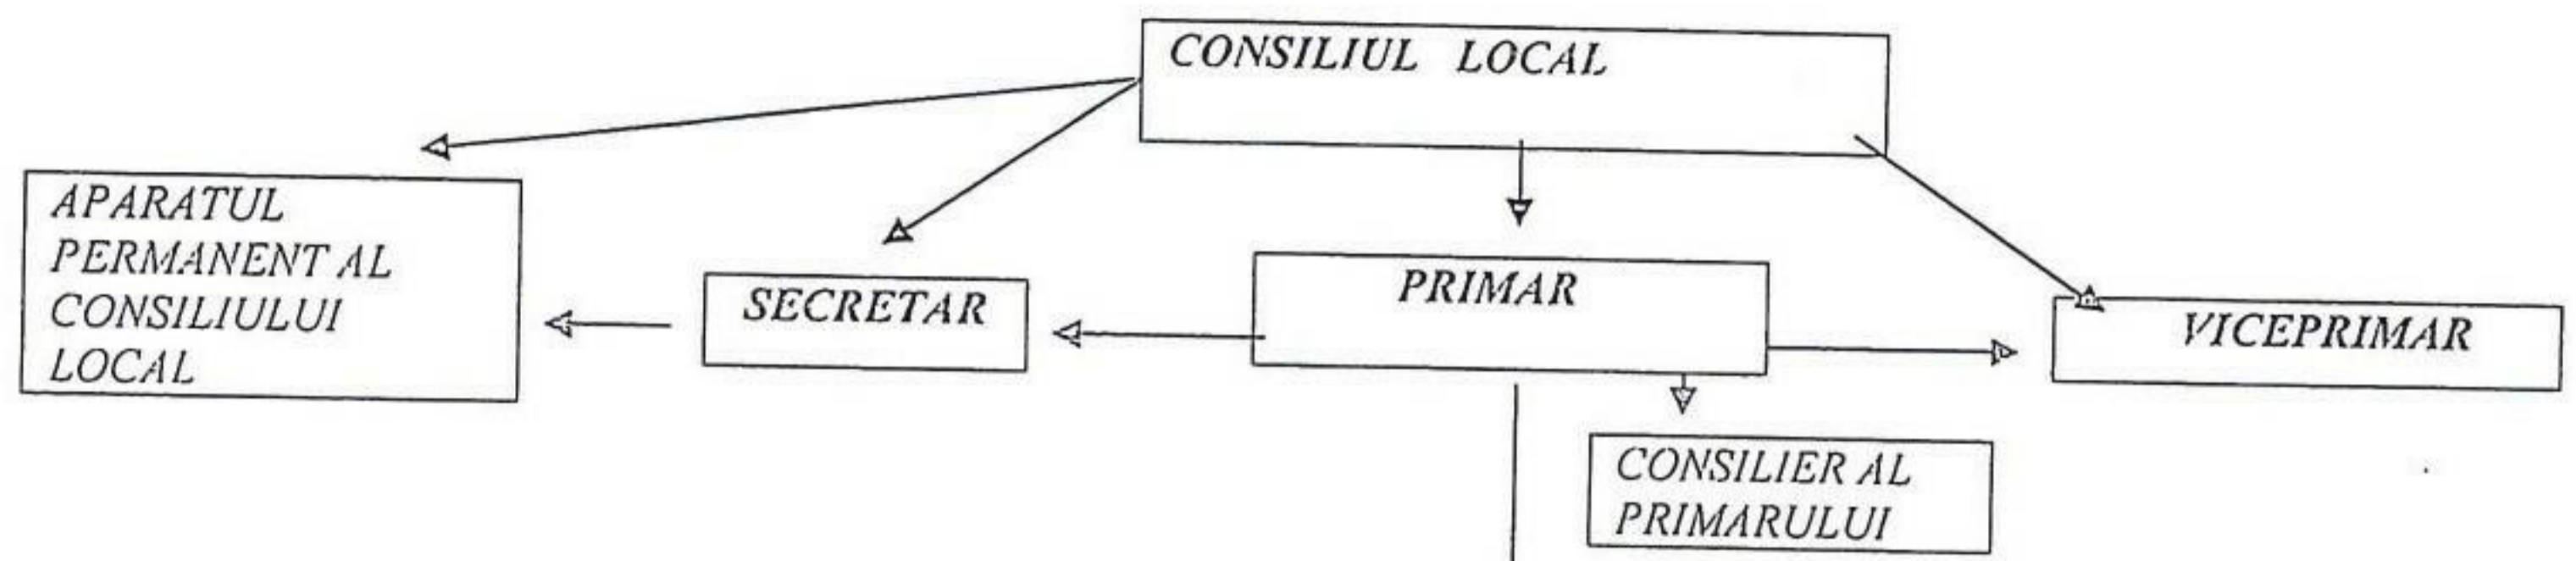 CONSILIUL LOCAL
APARATUL
PERMANENT AL
CONSILIULUI
LOCAL
SECRETAR
PRIMAR
VICEPRIMAR
CONSILIER AL
PRIMARULUI